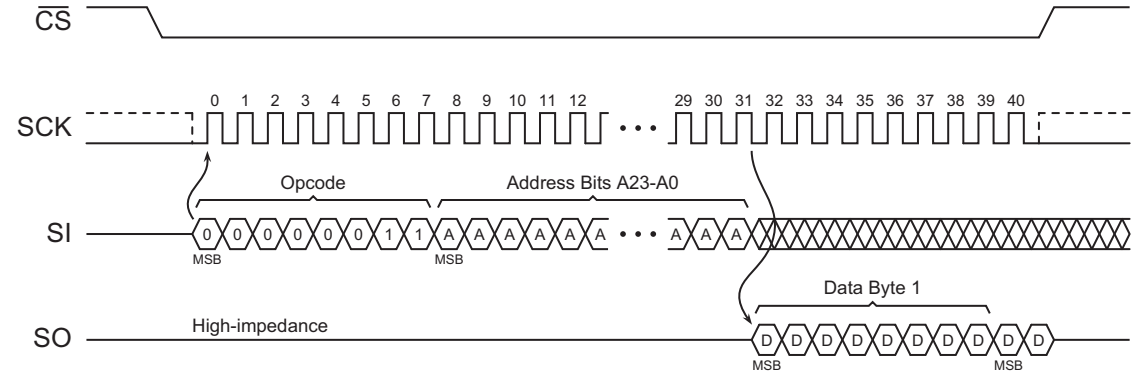 CS
0 1 2 3 4 5 6 7 8 9 10 11 12 29 30 31 32 33 34 35 36 37 38 39 40
SCK
Opcode Address Bits A23-A0
SI 0 0 0 0 0 0 1 1 A A A A A A A A A
MSB MSB
Data Byte 1
High-impedance
SO D D D D D D D D D D
MSB MSB